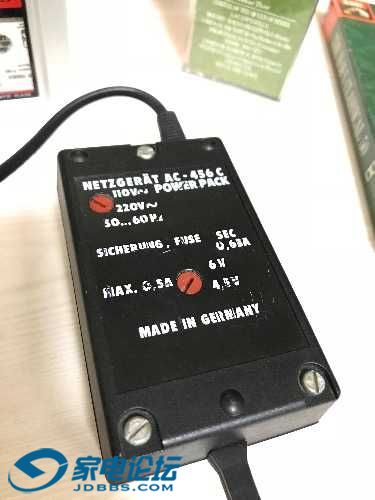 NETZGERÄT AC-456 C
110V~ POWER PACK
220V~
50...60Hz
SICHERUNG, FUSE SEC 0,63A
MAX. 0,5A 6V
4,5V
MADE IN GERMANY
家电论坛
JDBBS.COM